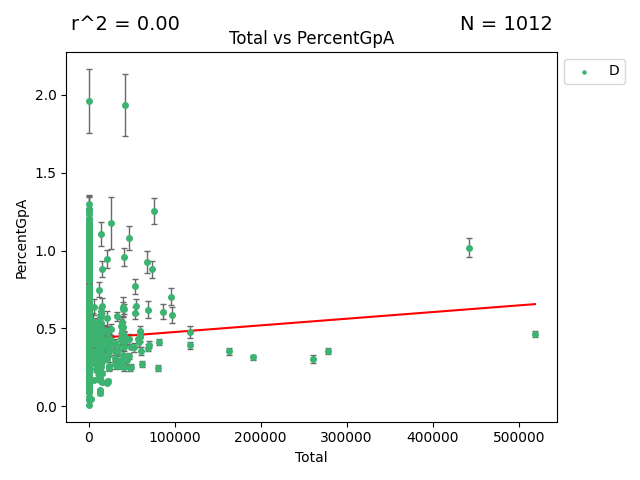 r^2 = 0.00
N = 1012
Total vs PercentGpA
D
2.0
1.5
1.0
0.5
0.0
PercentGpA
0
100000
200000
300000
400000
500000
Total